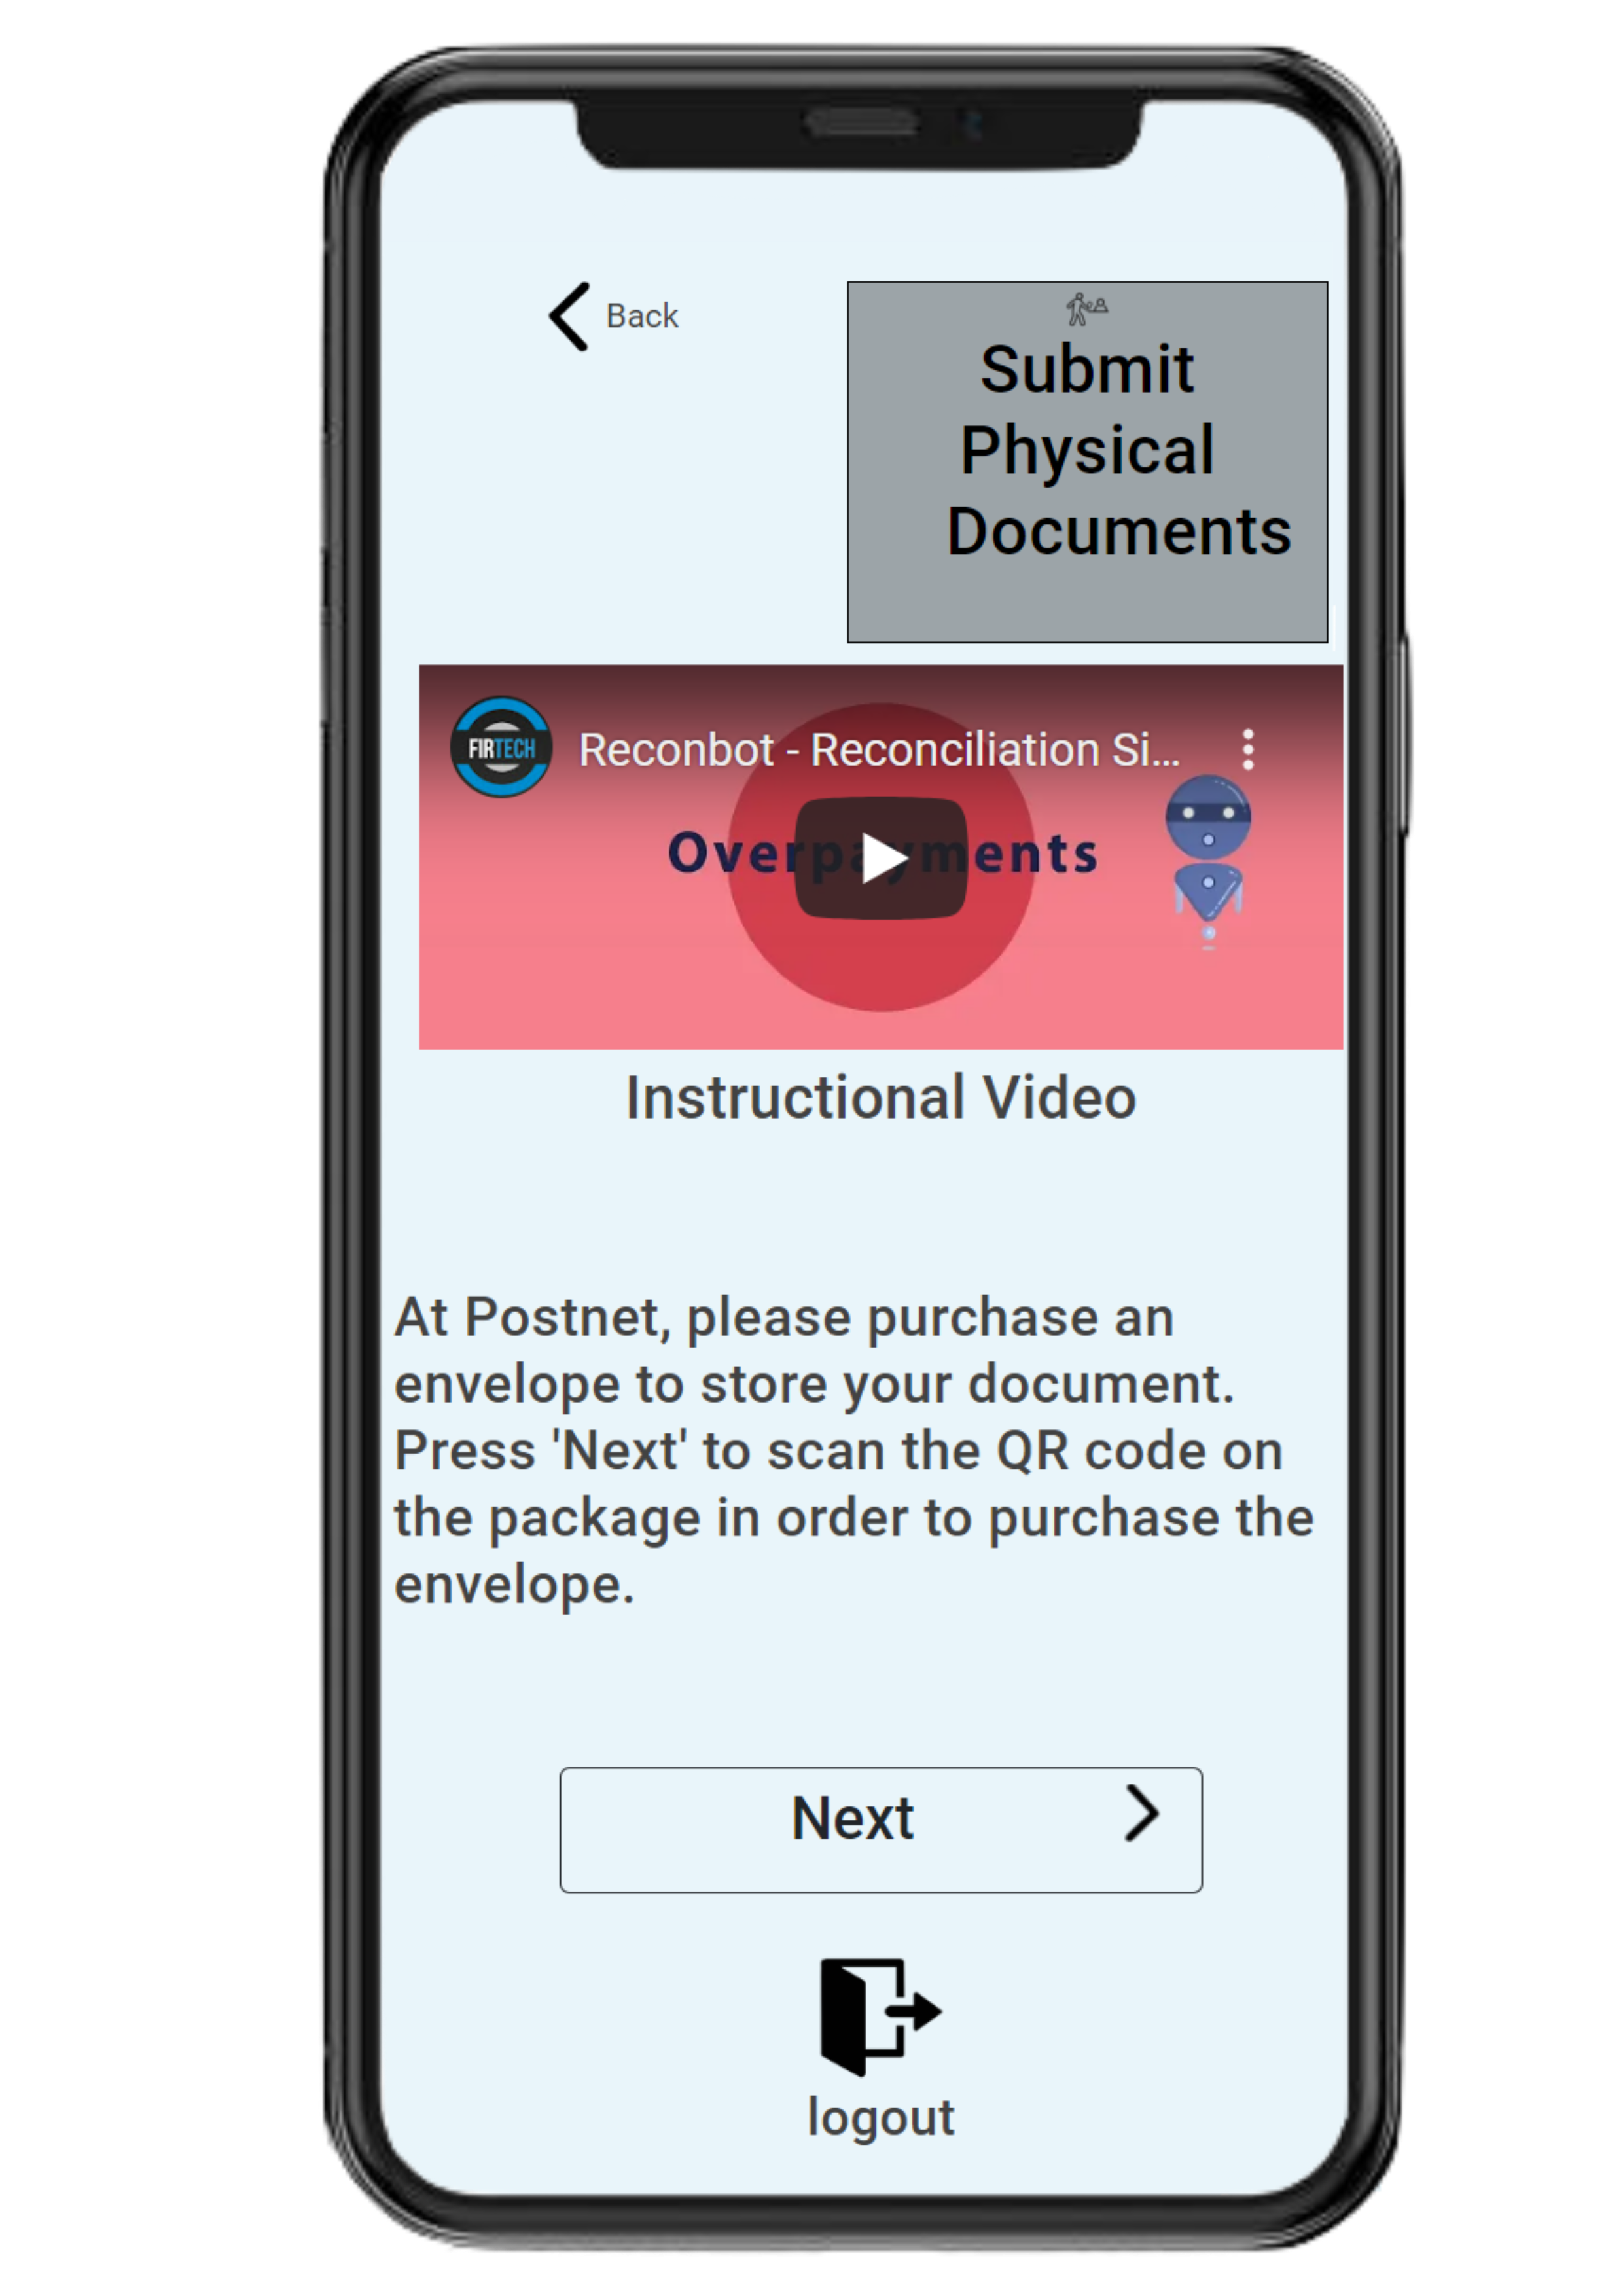 Back
Submit
Physical
Documents
FIRTECH
Reconbot - Reconciliation Si...
Overpayments
Instructional Video
At Postnet, please purchase an
envelope to store your document.
Press 'Next' to scan the QR code on
the package in order to purchase the
envelope.
Next
logout